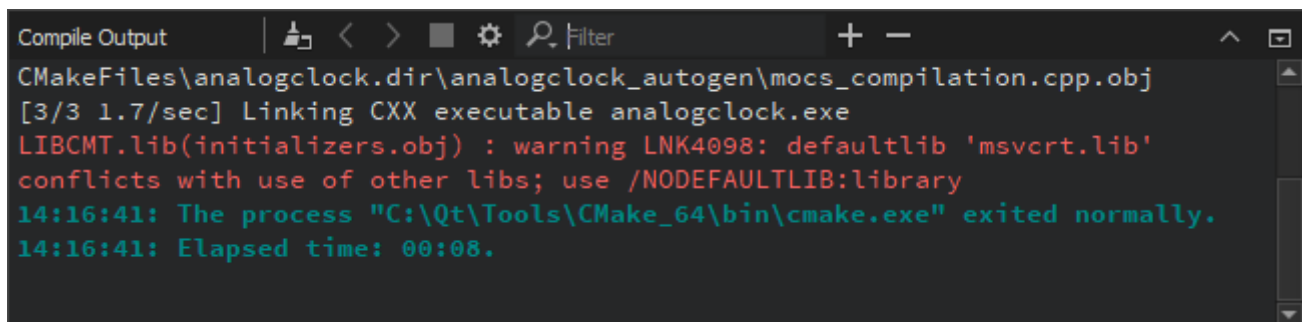 Compile Output
Filter
CMakeFiles\analogclock.dir\analogclock_autogen\mocs_compilation.cpp.obj
[3/3 1.7/sec] Linking CXX executable analogclock.exe
LIBCMT.lib(initializers.obj) : warning LNK4098: defaultlib 'msvcrt.lib'
conflicts with use of other libs; use /NODEFAULTLIB:library
14:16:41: The process "C:\Qt\Tools\CMake_64\bin\cmake.exe" exited normally.
14:16:41: Elapsed time: 00:08.